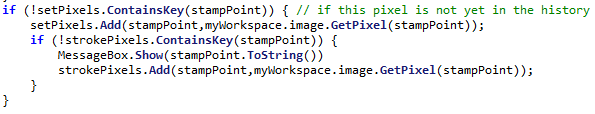 if (!setPixels.ContainsKey(stampPoint)) { // if this pixel is not yet in the history
setPixels.Add(stampPoint,myWorkspace.image.GetPixel(stampPoint));
if (!strokePixels.ContainsKey(stampPoint)) {
MessageBox.Show(stampPoint.ToString())
strokePixels.Add(stampPoint,myWorkspace.image.GetPixel(stampPoint));
}
}